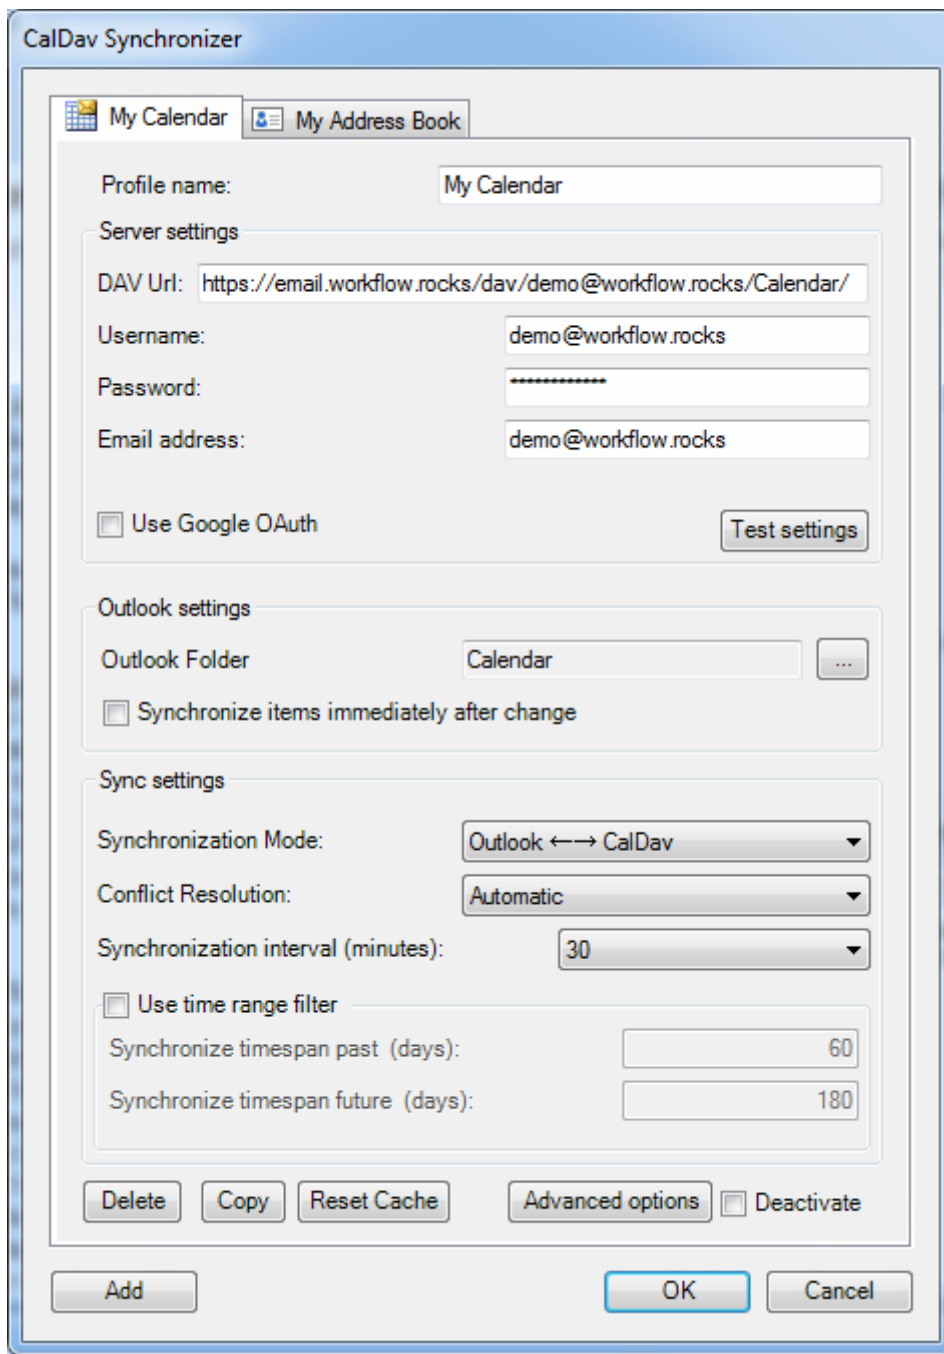 CalDav Synchronizer
My Calendar
My Address Book
Profile name: My Calendar
Server settings
DAV Url: https://email.workflow.rocks/dav/demo@workflow.rocks/Calendar/
Username: demo@workflow.rocks
Password: ************
Email address: demo@workflow.rocks
Use Google OAuth
Test settings
Outlook settings
Outlook Folder Calendar ...
Synchronize items immediately after change
Sync settings
Synchronization Mode: Outlook ←→ CalDav
Conflict Resolution: Automatic
Synchronization interval (minutes): 30
Use time range filter
Synchronize timespan past (days): 60
Synchronize timespan future (days): 180
Delete Copy Reset Cache Advanced options Deactivate
Add OK Cancel